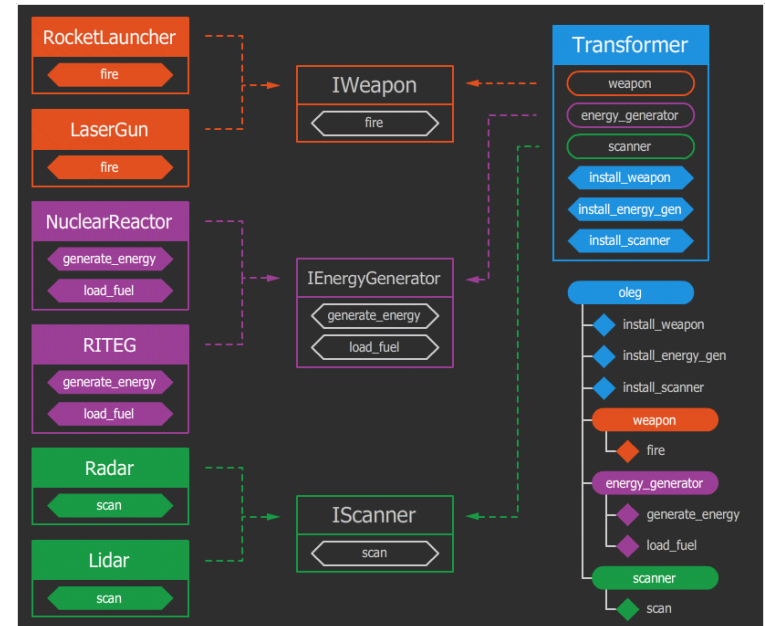 RocketLauncher
fire
LaserGun
fire
NuclearReactor
generate_energy
load_fuel
RITEG
generate_energy
load_fuel
Radar
scan
Lidar
scan
IWeapon
fire
IEnergyGenerator
generate_energy
load_fuel
IScanner
scan
Transformer
weapon
energy_generator
scanner
install_weapon
install_energy_gen
install_scanner
oleg
install_weapon
install_energy_gen
install_scanner
weapon
fire
energy_generator
generate_energy
load_fuel
scanner
scan